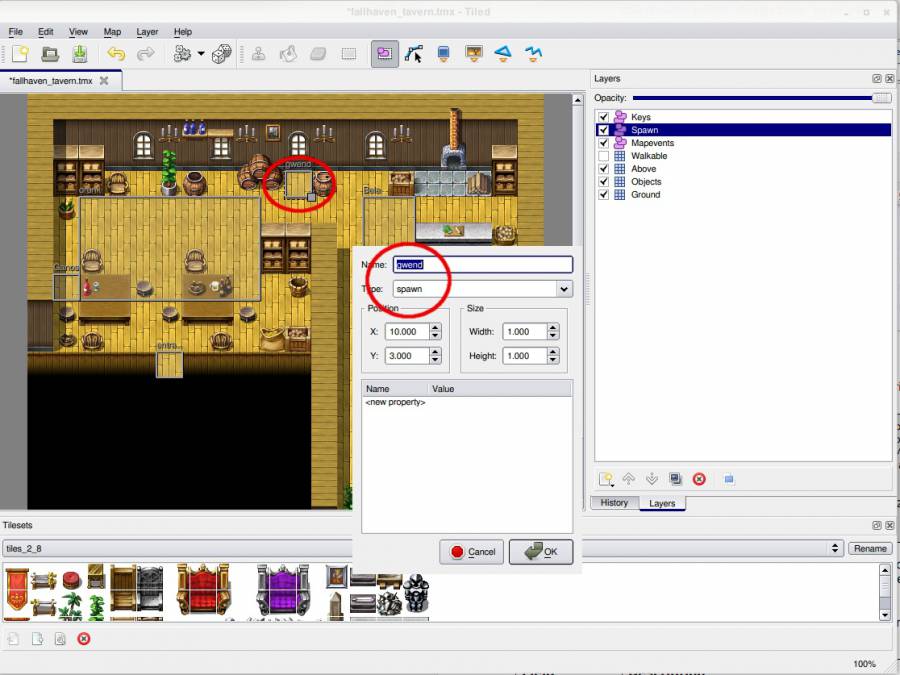 *fallhaven_tavern.tmx - Tiled
File Edit View Map Layer Help
*fallhaven_tavern.tmx
Layers
Opacity:
Keys
Spawn
Mapevents
Walkable
Above
Objects
Ground
gwend
Bela
entra...
Name: gwend
Type: spawn
Position Size
X: 10.000 Width: 1.000
Y: 3.000 Height: 1.000
Name Value
<new property>
Cancel OK
History Layers
Tilesets
tiles_2_8 Rename
100%